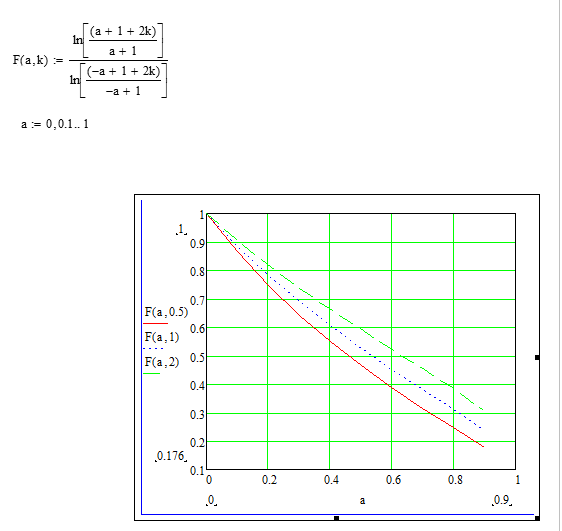 F(a,k) := ln[(a + 1 + 2k) / a + 1] / ln[(−a + 1 + 2k) / −a + 1]
a := 0,0.1.. 1
1
1
0.9
0.8
0.7
F(a,0.5)
0.6
F(a,1)
0.5
F(a,2)
0.4
0.3
0.2
0.176
0.1
0 0.2 0.4 0.6 0.8 1
0 a 0.9